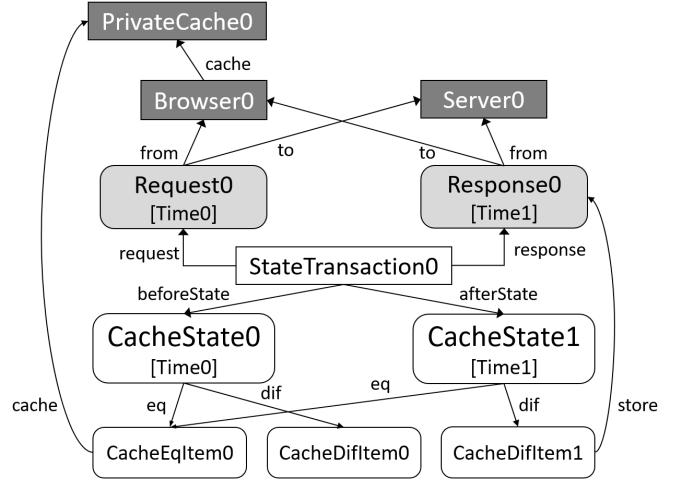 PrivateCache0
cache
Browser0
Server0
from
to
to
from
Request0
[Time0]
Response0
[Time1]
request
StateTransaction0
response
beforeState
afterState
CacheState0
[Time0]
CacheState1
[Time1]
cache
eq
dif
eq
dif
store
CacheEqItem0
CacheDifItem0
CacheDifItem1